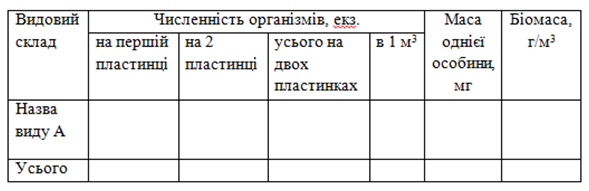 Видовий склад
Численність організмів, екз.
Маса однієї особини, мг
Біомаса, г/м³
на першій пластинці
на 2 пластинці
усього на двох пластинках
в 1 м³
Назва виду А
Усього